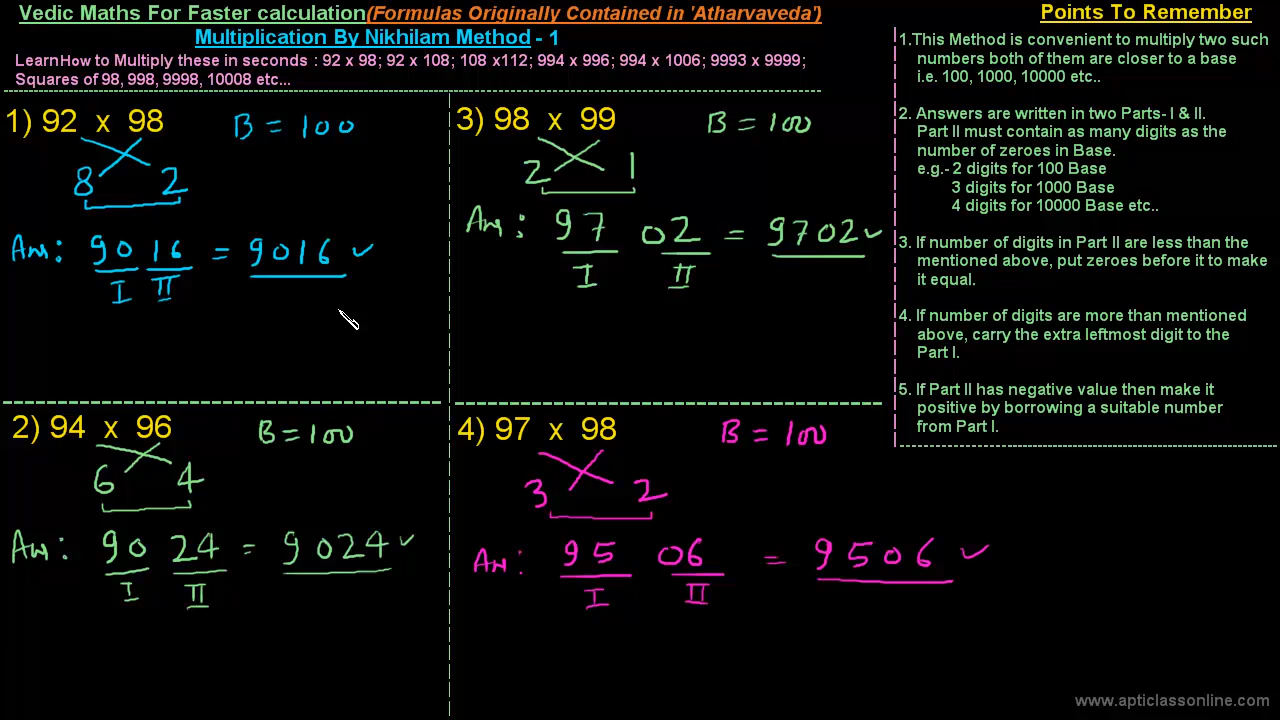 Vedic Maths For Faster calculation(Formulas Originally Contained in 'Atharvaveda')
Multiplication By Nikhilam Method - 1
Learn How to Multiply these in seconds : 92 x 98; 92 x 108; 108 x112; 994 x 996; 994 x 1006; 9993 x 9999;
Squares of 98, 998, 9998, 10008 etc...
1) 92 x 98 B = 100
8 2
Ans: 90 16 = 9016 ✓
I II
2) 94 x 96 B = 100
6 4
Ans: 90 24 = 9024 ✓
I II
3) 98 x 99 B = 100
2 1
Ans: 97 02 = 9702 ✓
I II
4) 97 x 98 B = 100
3 2
Ans: 95 06 = 9506 ✓
I II
Points To Remember
1.This Method is convenient to multiply two such
numbers both of them are closer to a base
i.e. 100, 1000, 10000 etc..
2. Answers are written in two Parts- I & II.
Part II must contain as many digits as the
number of zeroes in Base.
e.g.- 2 digits for 100 Base
3 digits for 1000 Base
4 digits for 10000 Base etc..
3. If number of digits in Part II are less than the
mentioned above, put zeroes before it to make
it equal.
4. If number of digits are more than mentioned
above, carry the extra leftmost digit to the
Part I.
5. If Part II has negative value then make it
positive by borrowing a suitable number
from Part I.
www.apticlassonline.com